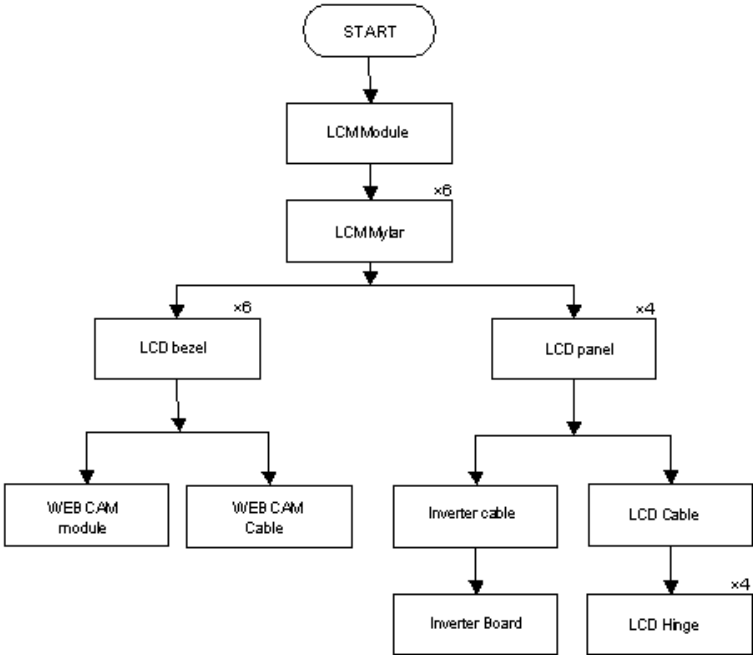 START
LCM Module
×6
LCM Mylar
×6
LCD bezel
×4
LCD panel
WEB CAM
module
WEB CAM
Cable
Inverter cable
LCD Cable
×4
Inverter Board
LCD Hinge